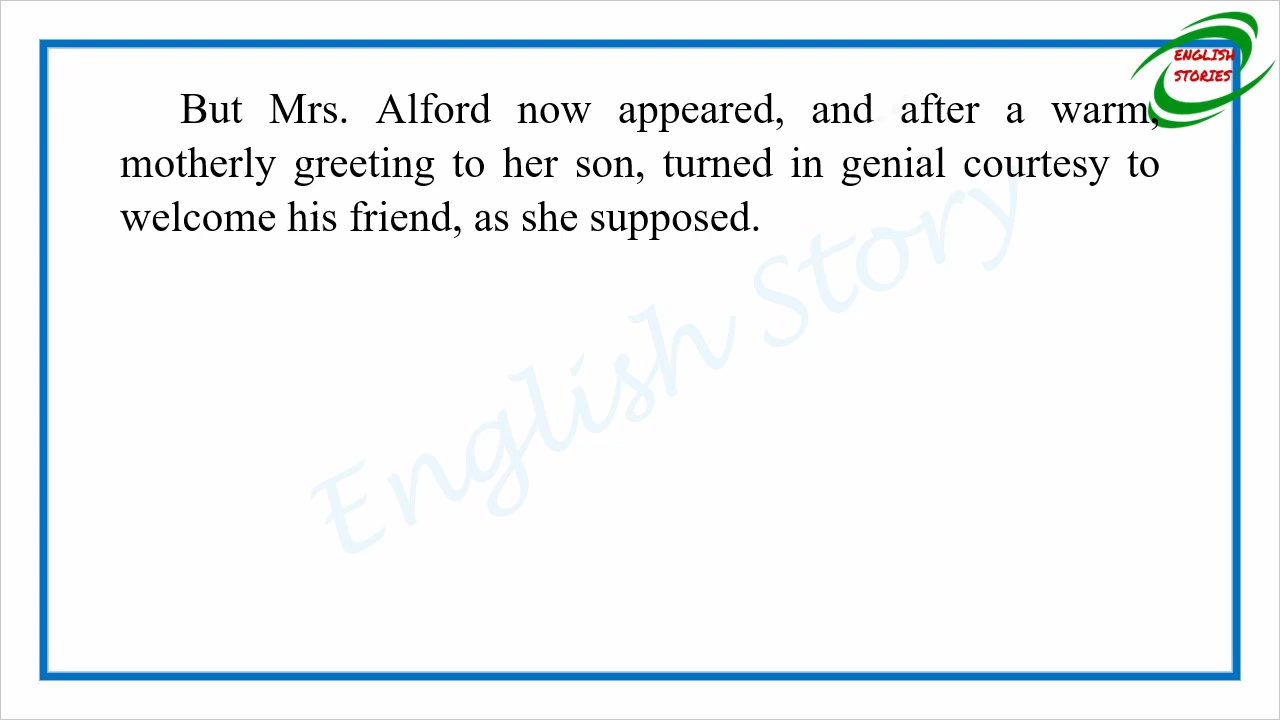 ENGLISH
STORIES
But Mrs. Alford now appeared, and after a warm,
motherly greeting to her son, turned in genial courtesy to
welcome his friend, as she supposed.
English Story